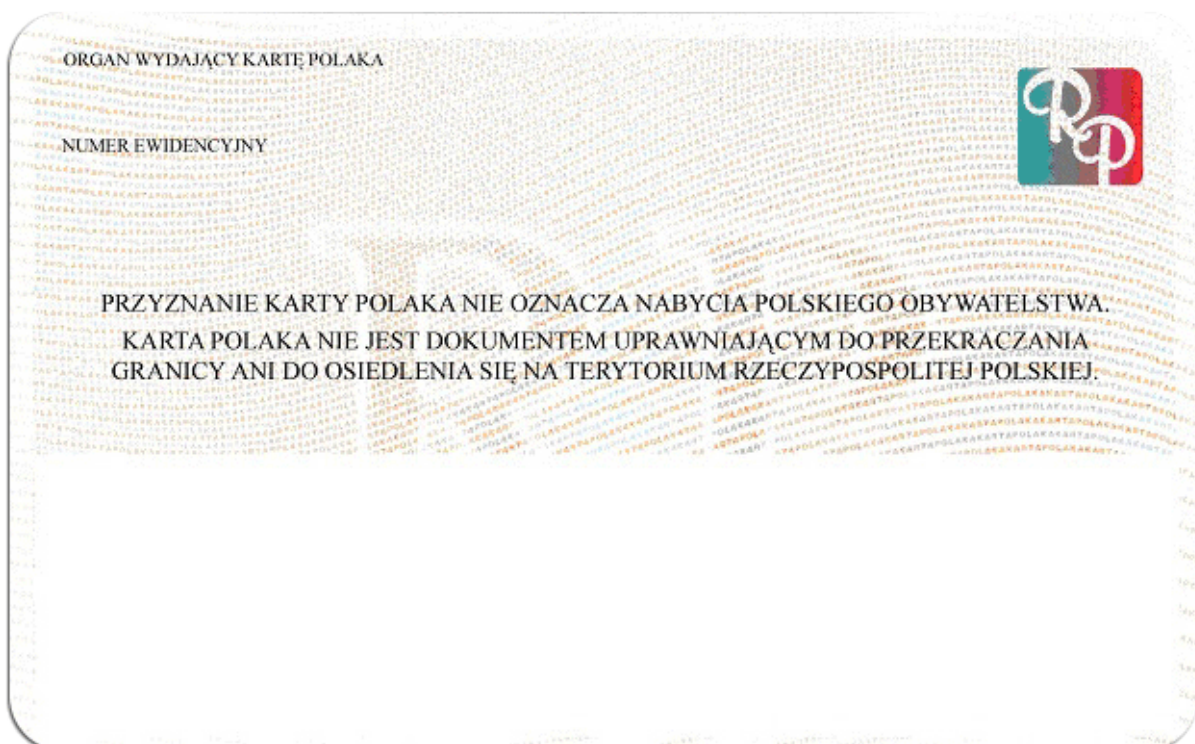 ORGAN WYDAJĄCY KARTĘ POLAKA
RP
NUMER EWIDENCYJNY
PRZYZNANIE KARTY POLAKA NIE OZNACZA NABYCIA POLSKIEGO OBYWATELSTWA.
KARTA POLAKA NIE JEST DOKUMENTEM UPRAWNIAJĄCYM DO PRZEKRACZANIA
GRANICY ANI DO OSIEDLENIA SIĘ NA TERYTORIUM RZECZYPOSPOLITEJ POLSKIEJ.